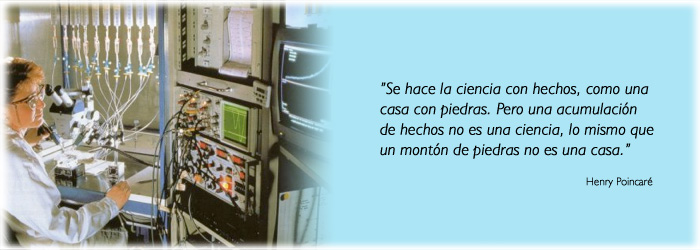 "Se hace la ciencia con hechos, como una
casa con piedras. Pero una acumulación
de hechos no es una ciencia, lo mismo que
un montón de piedras no es una casa."
Henry Poincaré